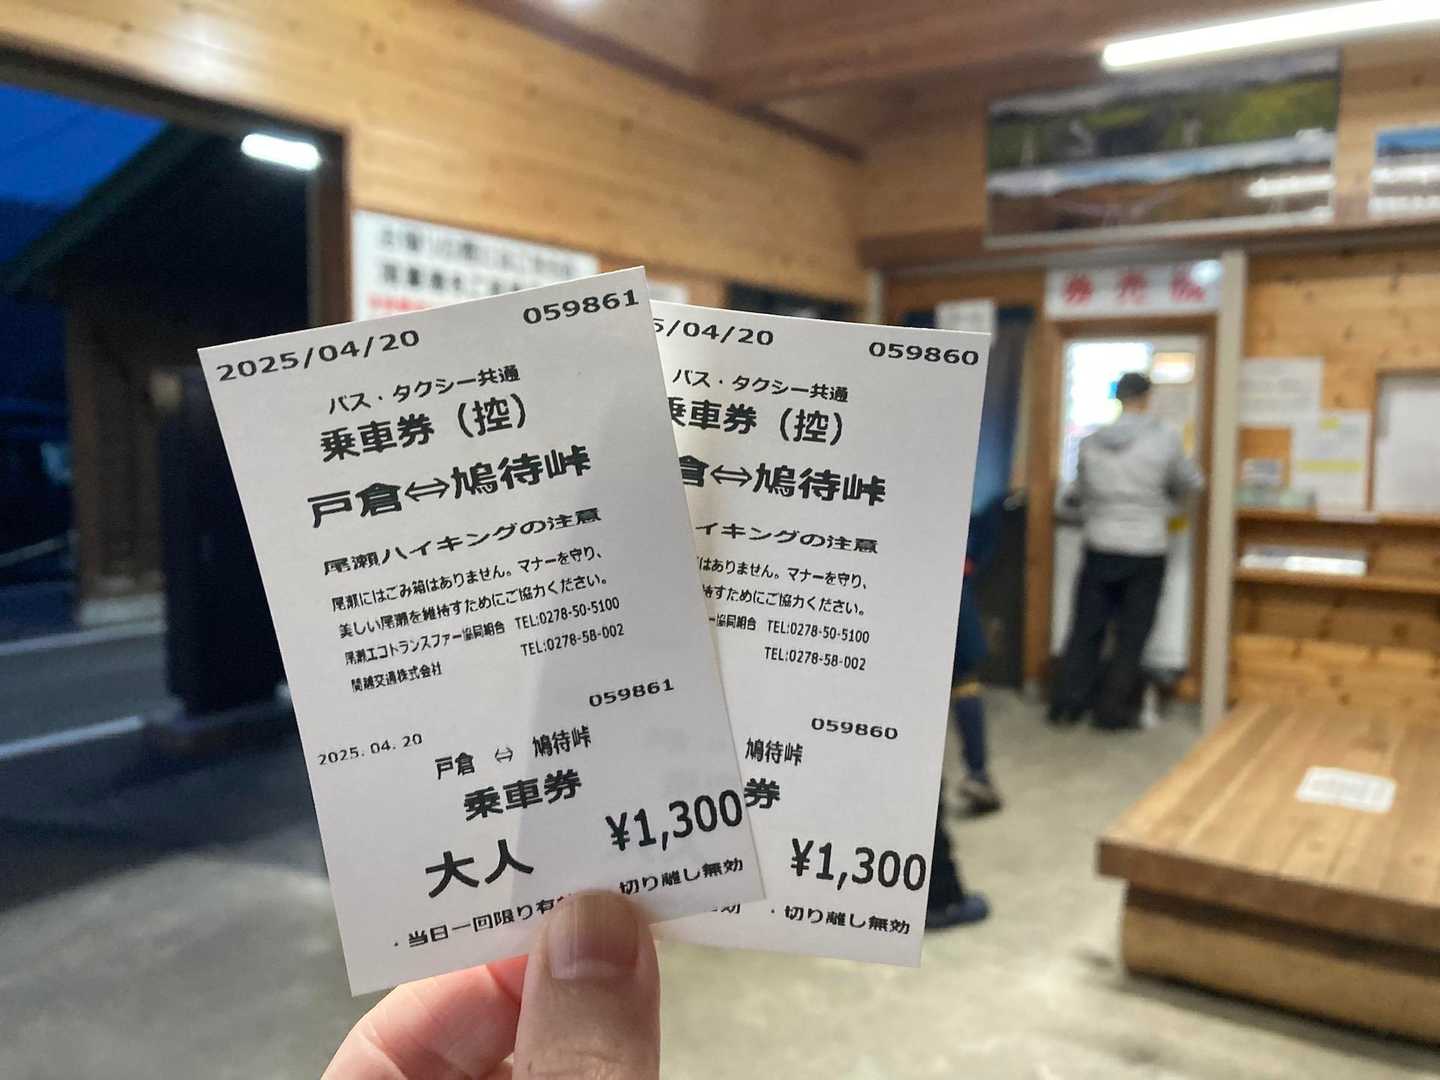 2025/04/20 059861
バス・タクシー共通
乗車券（控）
戸倉⇔鳩待峠
尾瀬ハイキングの注意
尾瀬にはごみ箱はありません。マナーを守り、
美しい尾瀬を維持すためにご協力ください。
尾瀬エコトランスファー協同組合 TEL:0278-50-5100
関越交通株式会社 TEL:0278-58-002
059861
2025.04.20
戸倉 ⇔ 鳩待峠
乗車券
大人 ¥1,300
・当日一回限り有 切り離し無効
5/04/20 059860
バス・タクシー共通
乗車券（控）
倉⇔鳩待峠
イキングの注意
はありません。マナーを守り、
持すためにご協力ください。
ー協同組合 TEL:0278-50-5100
TEL:0278-58-002
059860
鳩待峠
券
¥1,300
・切り離し無効
券売機